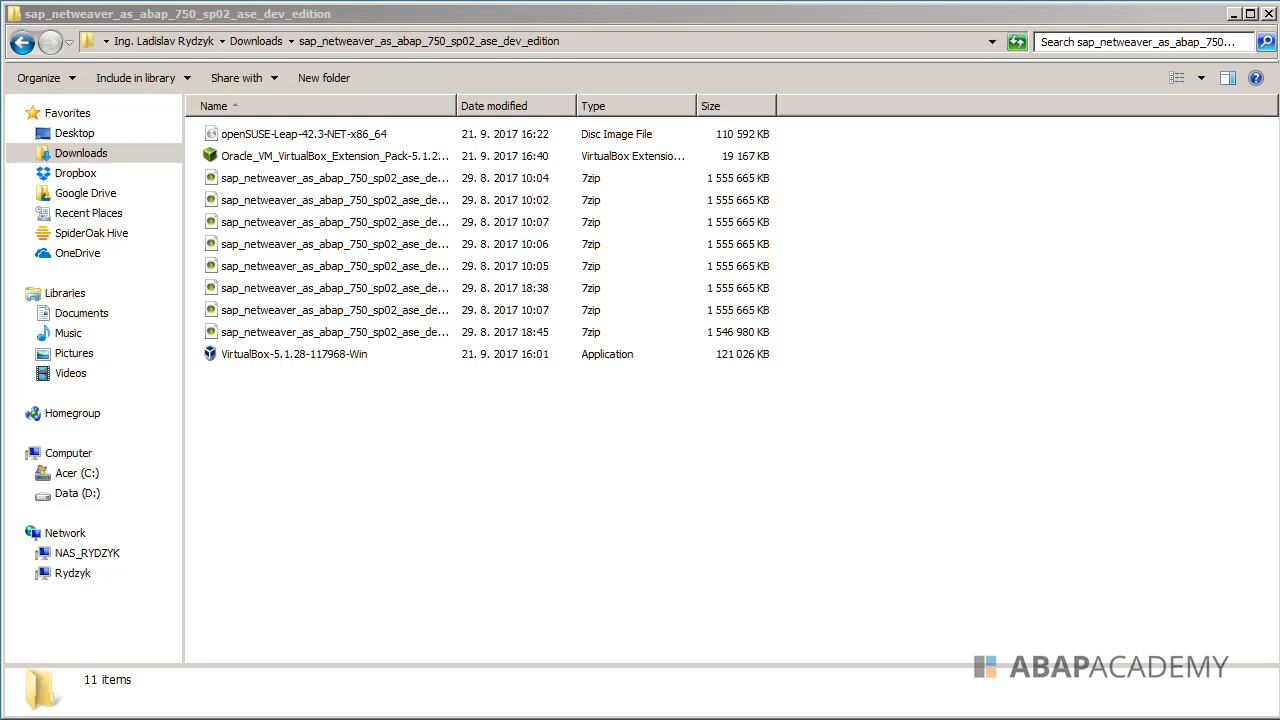 sap_netweaver_as_abap_750_sp02_ase_dev_edition
Ing. Ladislav Rydzyk Downloads sap_netweaver_as_abap_750_sp02_ase_dev_edition
Search sap_netweaver_as_abap_750...
Organize Include in library Share with New folder
Name Date modified Type Size
openSUSE-Leap-42.3-NET-x86_64 21. 9. 2017 16:22 Disc Image File 110 592 KB
Oracle_VM_VirtualBox_Extension_Pack-5.1.2... 21. 9. 2017 16:40 VirtualBox Extensio... 19 167 KB
sap_netweaver_as_abap_750_sp02_ase_de... 29. 8. 2017 10:04 7zip 1 555 665 KB
sap_netweaver_as_abap_750_sp02_ase_de... 29. 8. 2017 10:02 7zip 1 555 665 KB
sap_netweaver_as_abap_750_sp02_ase_de... 29. 8. 2017 10:07 7zip 1 555 665 KB
sap_netweaver_as_abap_750_sp02_ase_de... 29. 8. 2017 10:06 7zip 1 555 665 KB
sap_netweaver_as_abap_750_sp02_ase_de... 29. 8. 2017 10:05 7zip 1 555 665 KB
sap_netweaver_as_abap_750_sp02_ase_de... 29. 8. 2017 18:38 7zip 1 555 665 KB
sap_netweaver_as_abap_750_sp02_ase_de... 29. 8. 2017 10:07 7zip 1 555 665 KB
sap_netweaver_as_abap_750_sp02_ase_de... 29. 8. 2017 18:45 7zip 1 546 980 KB
VirtualBox-5.1.28-117968-Win 21. 9. 2017 16:01 Application 121 026 KB
Favorites
Desktop
Downloads
Dropbox
Google Drive
Recent Places
SpiderOak Hive
OneDrive
Libraries
Documents
Music
Pictures
Videos
Homegroup
Computer
Acer (C:)
Data (D:)
Network
NAS_RYDZYK
Rydzyk
11 items
ABAPACADEMY